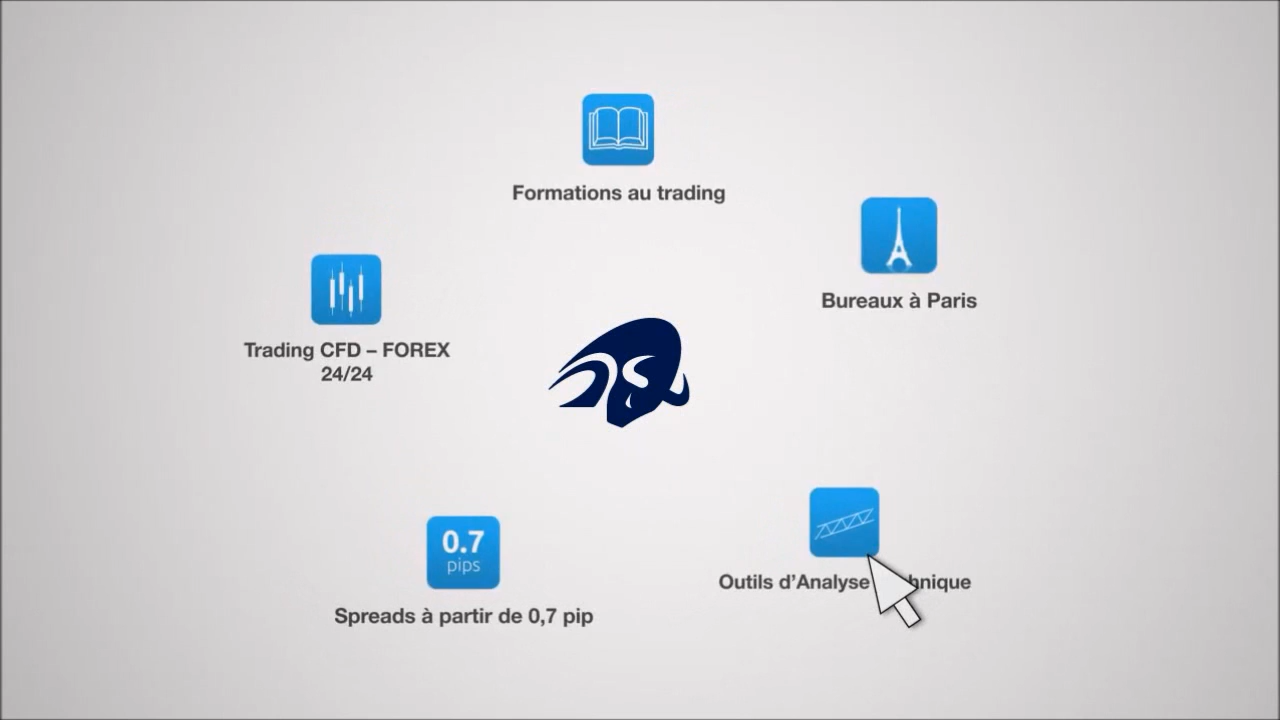 Formations au trading
Bureaux à Paris
Trading CFD – FOREX
24/24
0.7
pips
Spreads à partir de 0,7 pip
Outils d’Analyse